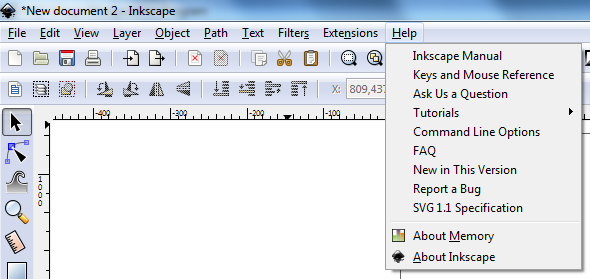 *New document 2 - Inkscape
File Edit View Layer Object Path Text Filters Extensions Help
X: 809,437
-400 -300 -200 -100
1000
Inkscape Manual
Keys and Mouse Reference
Ask Us a Question
Tutorials
Command Line Options
FAQ
New in This Version
Report a Bug
SVG 1.1 Specification
About Memory
About Inkscape